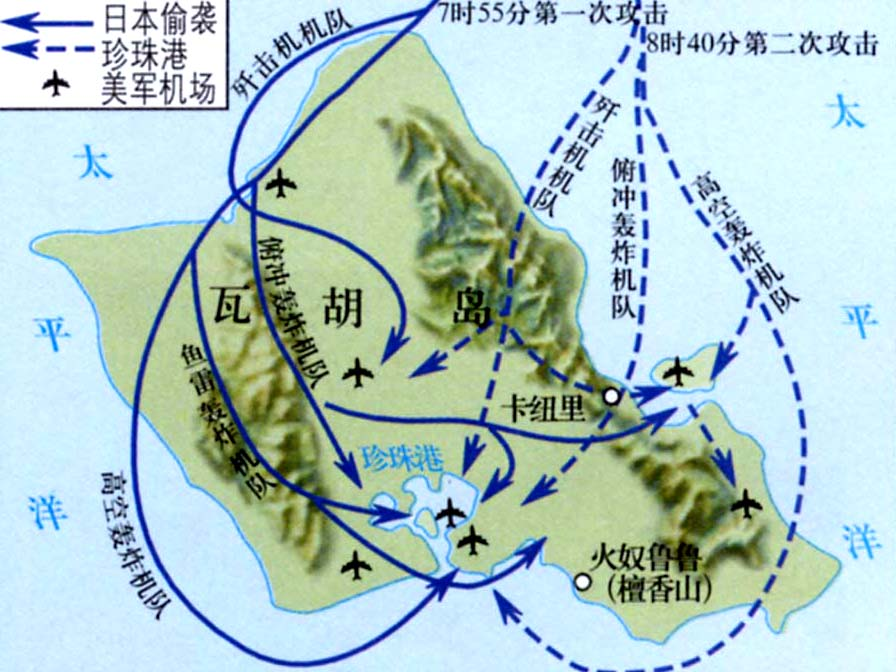 日本偷袭
珍珠港
美军机场
7时55分第一次攻击
8时40分第二次攻击
歼击机机队
歼击机机队
俯冲轰炸机队
高空轰炸机队
太
平
洋
太
平
洋
瓦胡岛
俯冲轰炸机队
鱼雷轰炸机队
高空轰炸机队
卡纽里
珍珠港
火奴鲁鲁
(檀香山)